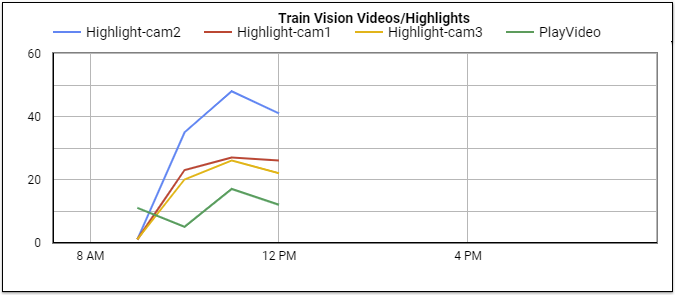 Train Vision Videos/Highlights
Highlight-cam2 Highlight-cam1 Highlight-cam3 PlayVideo
60
40
20
0
8 AM 12 PM 4 PM